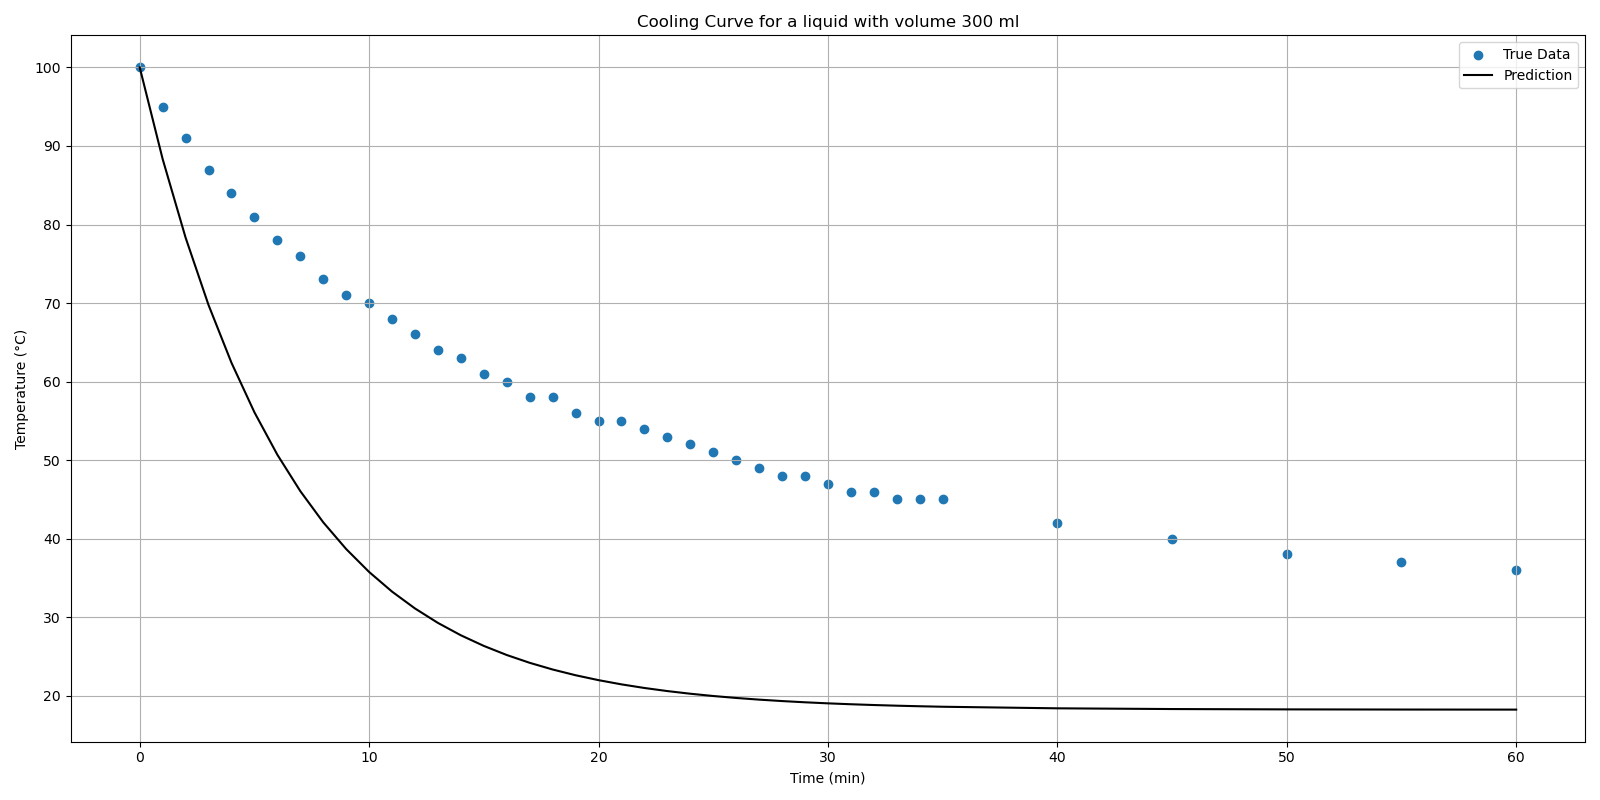 Cooling Curve for a liquid with volume 300 ml
True Data
Prediction
100
90
80
70
60
50
40
30
20
Temperature (°C)
0 10 20 30 40 50 60
Time (min)